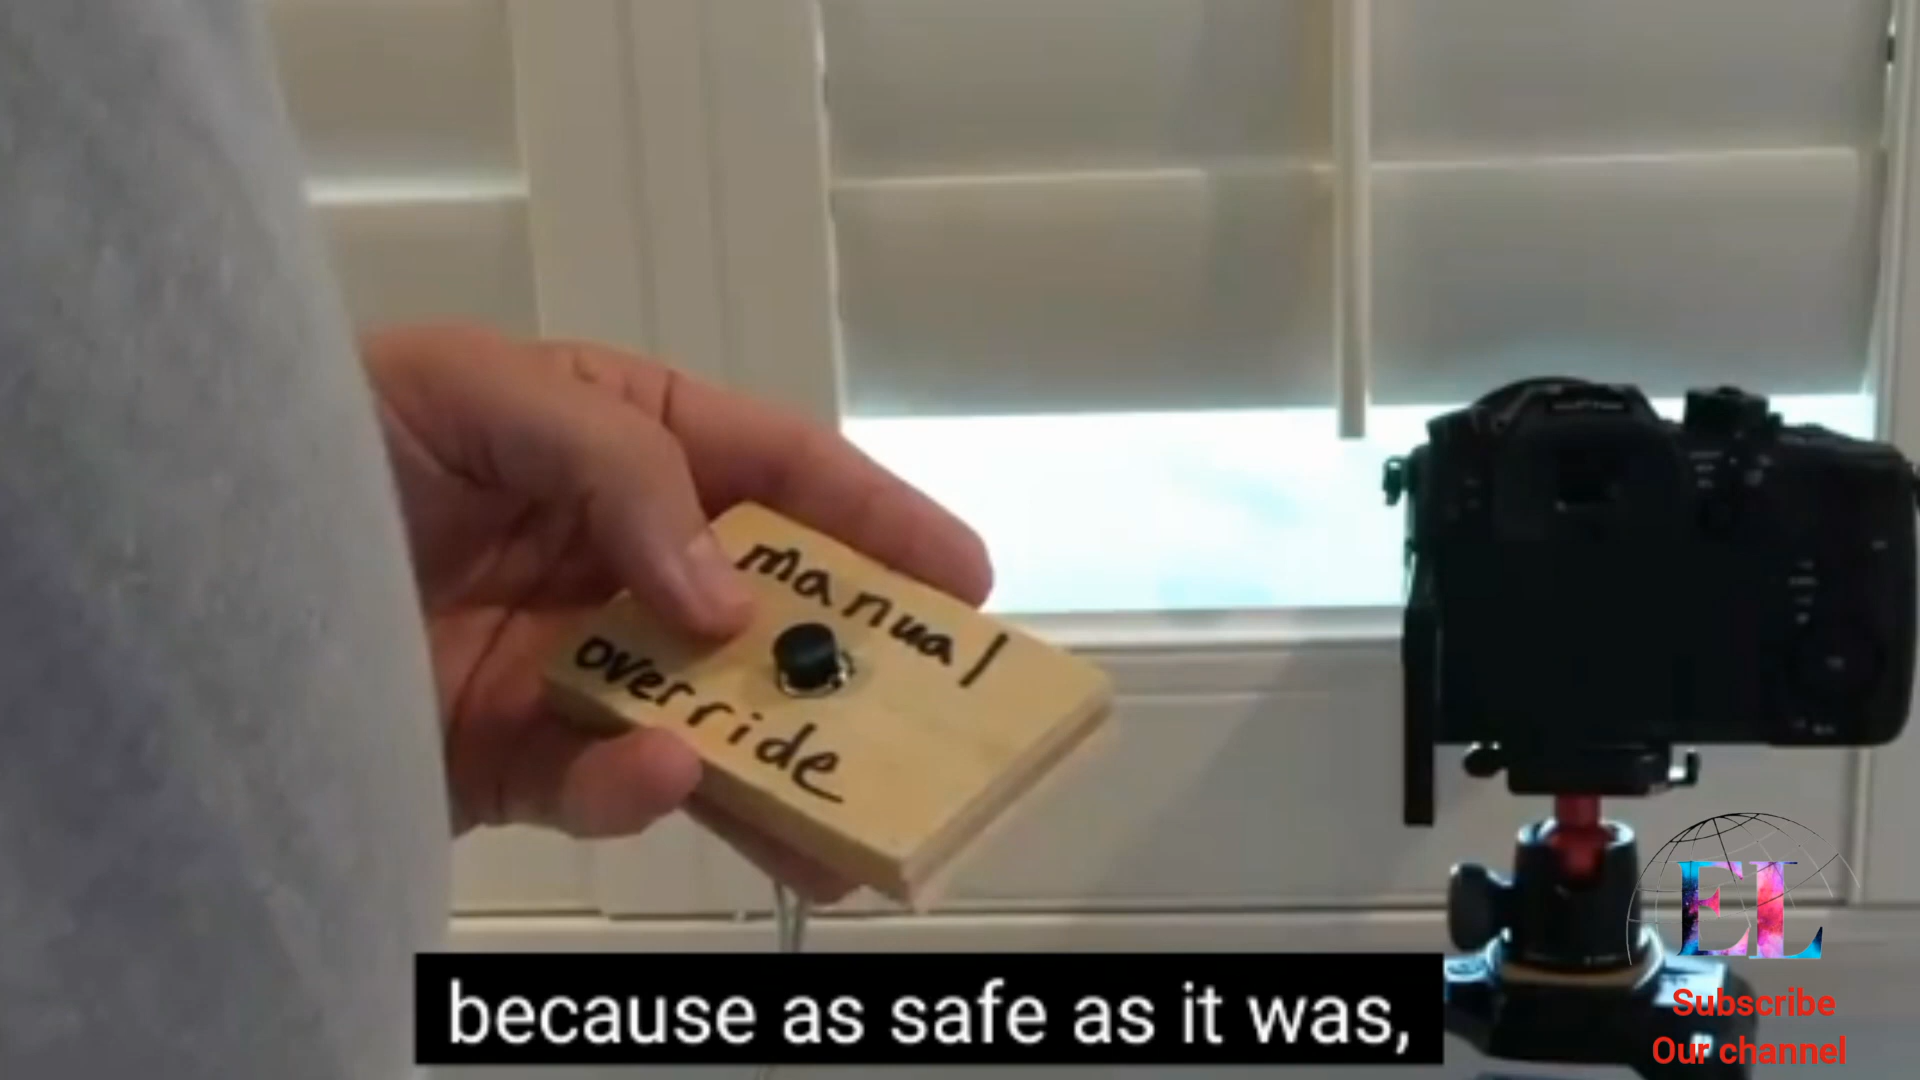 manual
override
because as safe as it was,
EL
Subscribe
Our channel